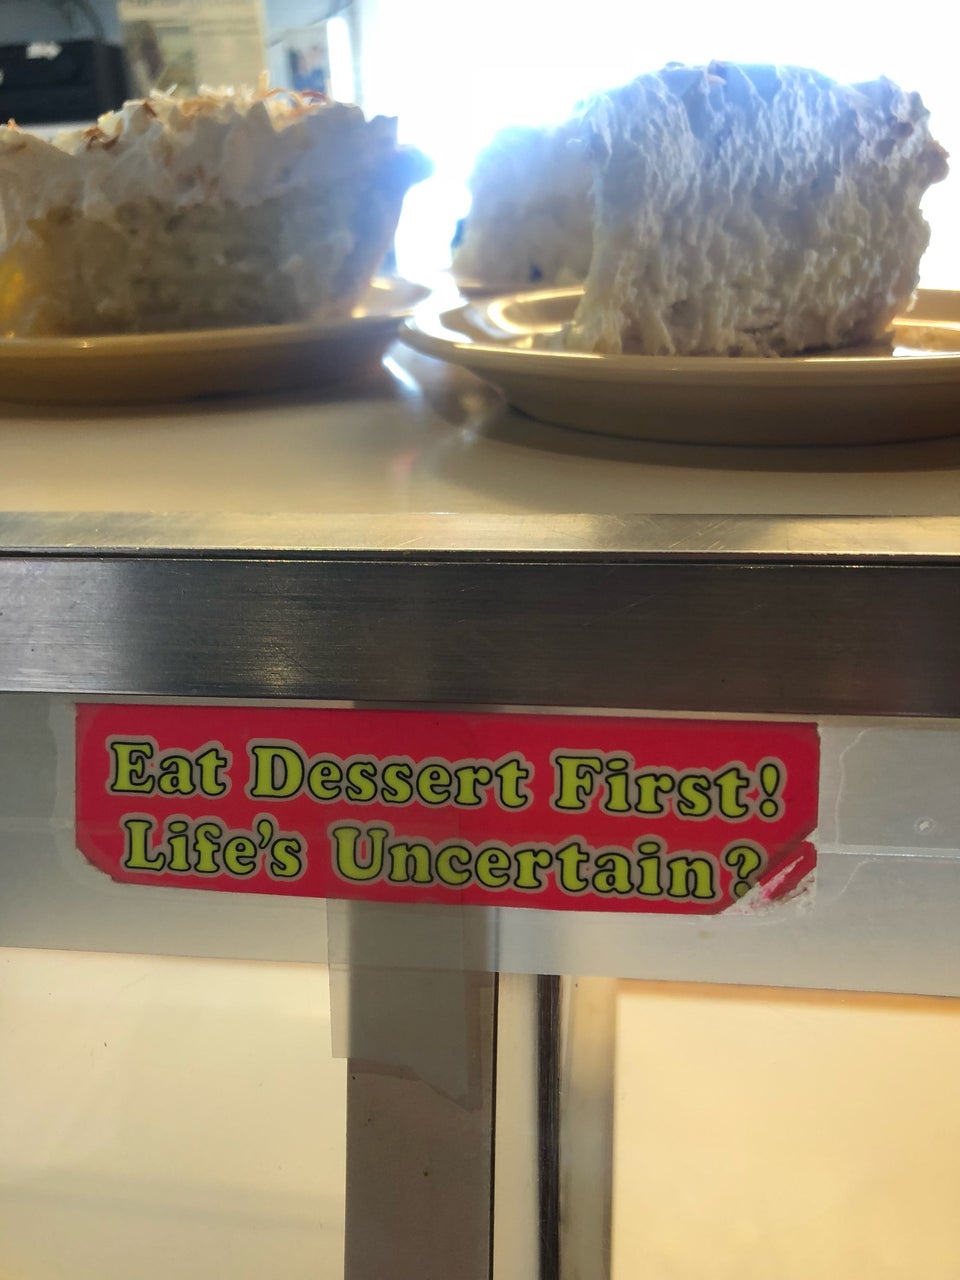 Eat Dessert First!
Life's Uncertain?